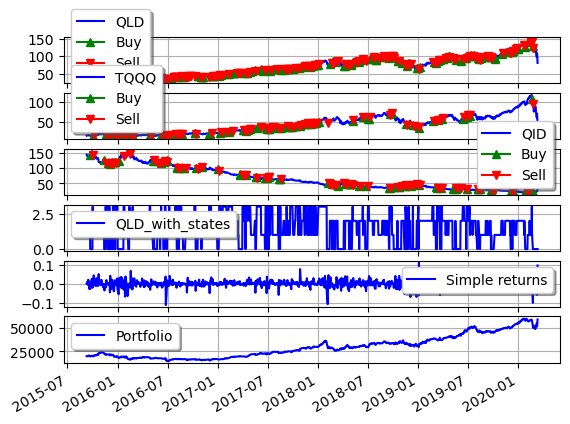 QLD
Buy
Sell
150
100
50
TQQQ
Buy
Sell
100
50
QID
Buy
Sell
150
100
50
QLD_with_states
2.5
0.0
Simple returns
0.1
0.0
−0.1
Portfolio
50000
25000
2015-07
2016-01
2016-07
2017-01
2017-07
2018-01
2018-07
2019-01
2019-07
2020-01